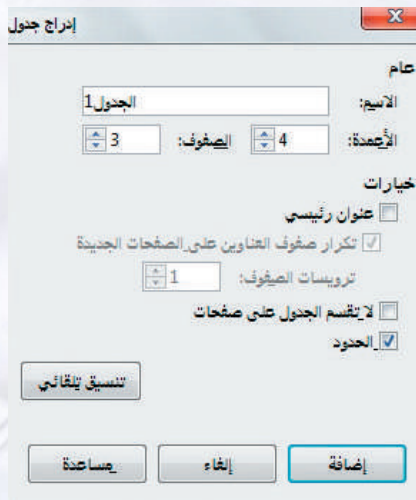 إدراج جدول
عام
الاسم: الجدول1
الأعمدة: 4 الصفوف: 3
خيارات
عنوان رئيسي
تكرار صفوف العناوين على الصفحات الجديدة
ترويسات الصفوف: 1
لا تقسم الجدول على صفحات
الحدود
تنسيق تلقائي
إضافة إلغاء مساعدة